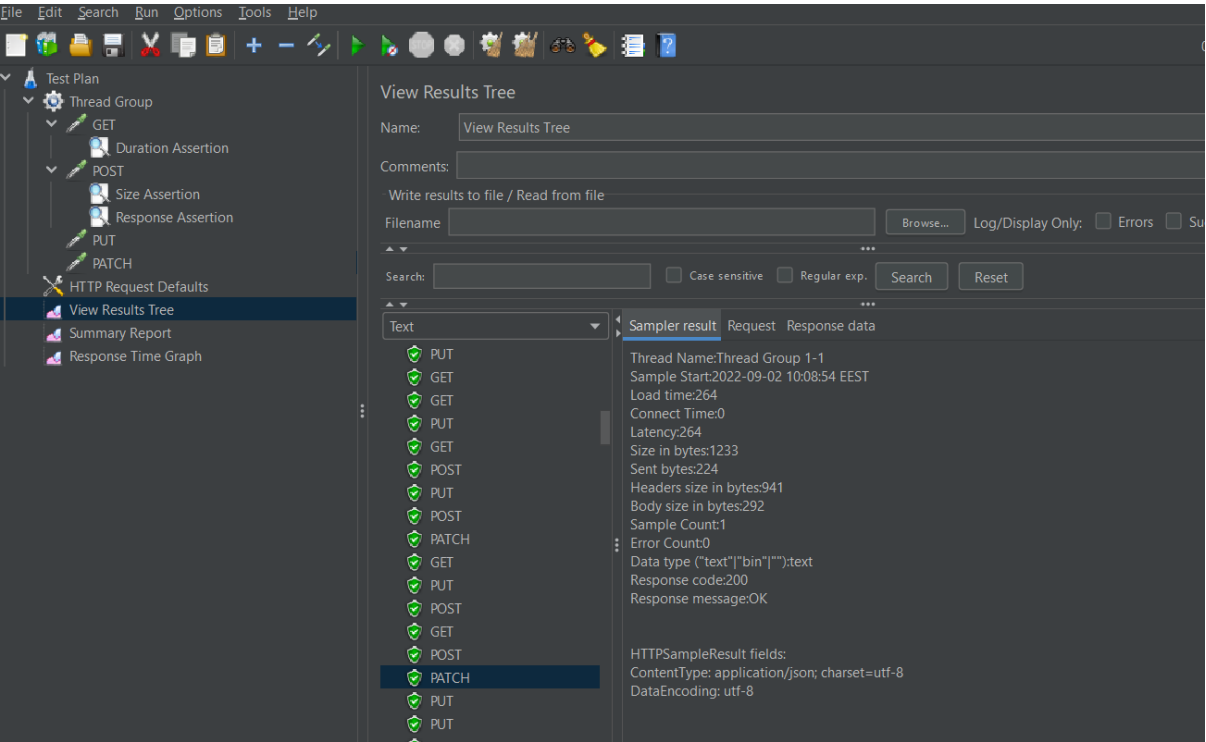 File Edit Search Run Options Tools Help
STOP
Test Plan
Thread Group
GET
Duration Assertion
POST
Size Assertion
Response Assertion
PUT
PATCH
HTTP Request Defaults
View Results Tree
Summary Report
Response Time Graph
View Results Tree
Name: View Results Tree
Comments:
Write results to file / Read from file
Filename Browse... Log/Display Only: Errors Su
Search: Case sensitive Regular exp. Search Reset
Text
PUT
GET
GET
PUT
GET
POST
PUT
POST
PATCH
GET
PUT
POST
GET
POST
PATCH
PUT
PUT
Sampler result Request Response data
Thread Name:Thread Group 1-1
Sample Start:2022-09-02 10:08:54 EEST
Load time:264
Connect Time:0
Latency:264
Size in bytes:1233
Sent bytes:224
Headers size in bytes:941
Body size in bytes:292
Sample Count:1
Error Count:0
Data type ("text"|"bin"|""):text
Response code:200
Response message:OK
HTTPSampleResult fields:
ContentType: application/json; charset=utf-8
DataEncoding: utf-8